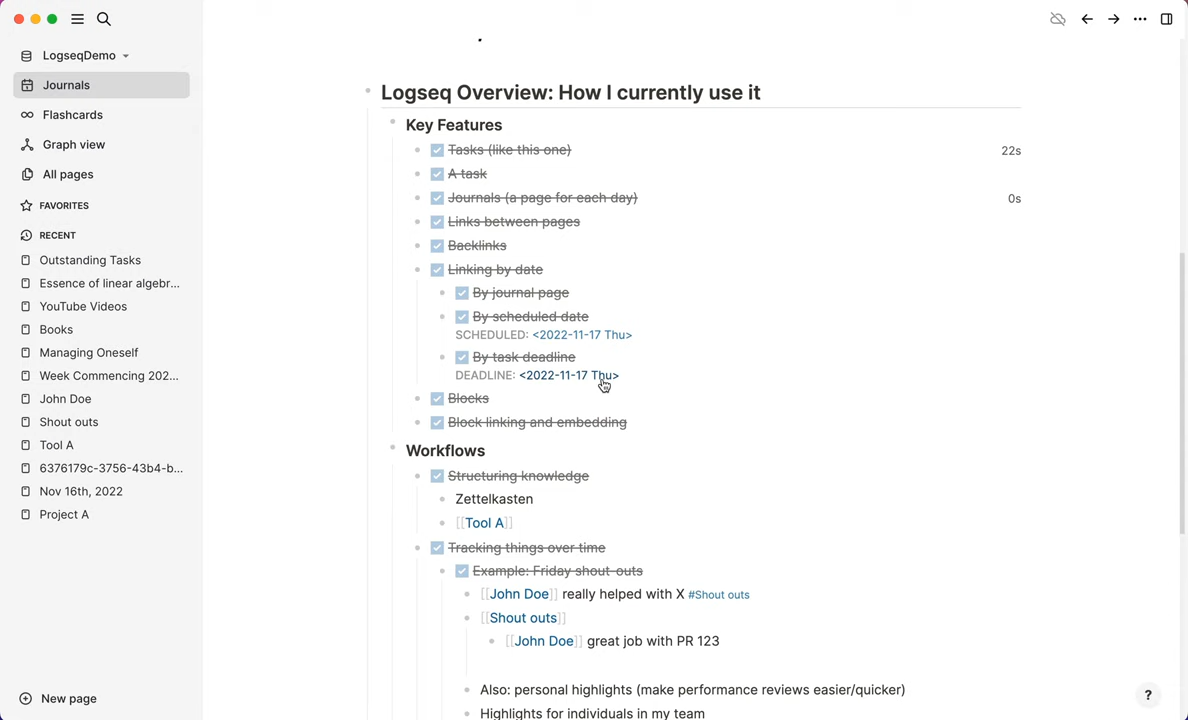 LogseqDemo
Journals
Flashcards
Graph view
All pages
FAVORITES
RECENT
Outstanding Tasks
Essence of linear algebr...
YouTube Videos
Books
Managing Oneself
Week Commencing 202...
John Doe
Shout outs
Tool A
6376179c-3756-43b4-b...
Nov 16th, 2022
Project A
New page
Logseq Overview: How I currently use it
Key Features
Tasks (like this one) 22s
A task
Journals (a page for each day) 0s
Links between pages
Backlinks
Linking by date
By journal page
By scheduled date
SCHEDULED: <2022-11-17 Thu>
By task deadline
DEADLINE: <2022-11-17 Thu>
Blocks
Block linking and embedding
Workflows
Structuring knowledge
Zettelkasten
[[Tool A]]
Tracking things over time
Example: Friday shout-outs
[[John Doe]] really helped with X #Shout outs
[[Shout outs]]
[[John Doe]] great job with PR 123
Also: personal highlights (make performance reviews easier/quicker)
Highlights for individuals in my team
?